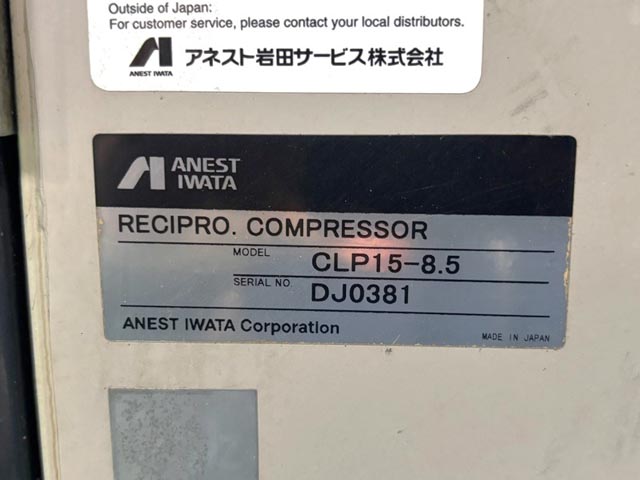 Outside of Japan:
For customer service, please contact your local distributors.
ANEST IWATA
アネスト岩田サービス株式会社
ANEST
IWATA
RECIPRO. COMPRESSOR
MODEL CLP15-8.5
SERIAL NO. DJ0381
ANEST IWATA Corporation
MADE IN JAPAN